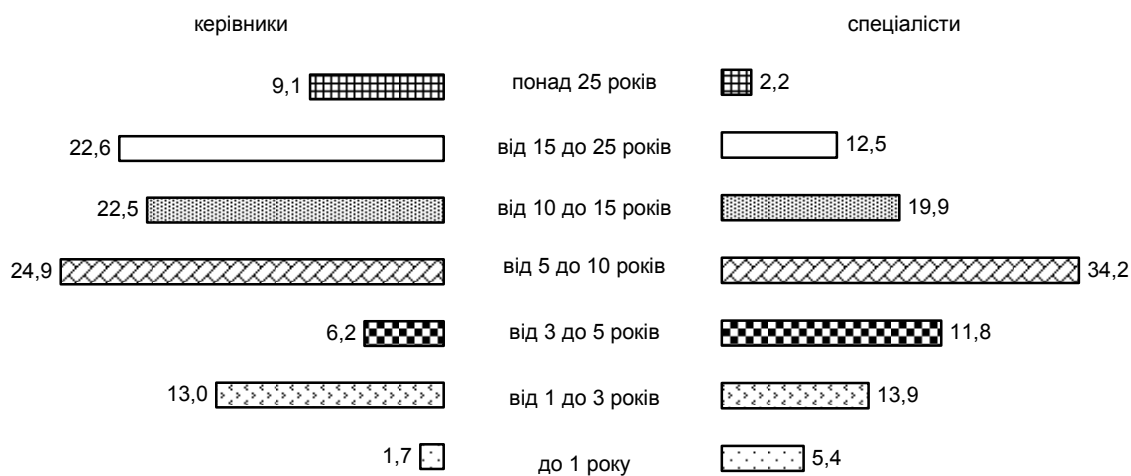 керівники спеціалісти
9,1 понад 25 років 2,2
22,6 від 15 до 25 років 12,5
22,5 від 10 до 15 років 19,9
24,9 від 5 до 10 років 34,2
6,2 від 3 до 5 років 11,8
13,0 від 1 до 3 років 13,9
1,7 до 1 року 5,4